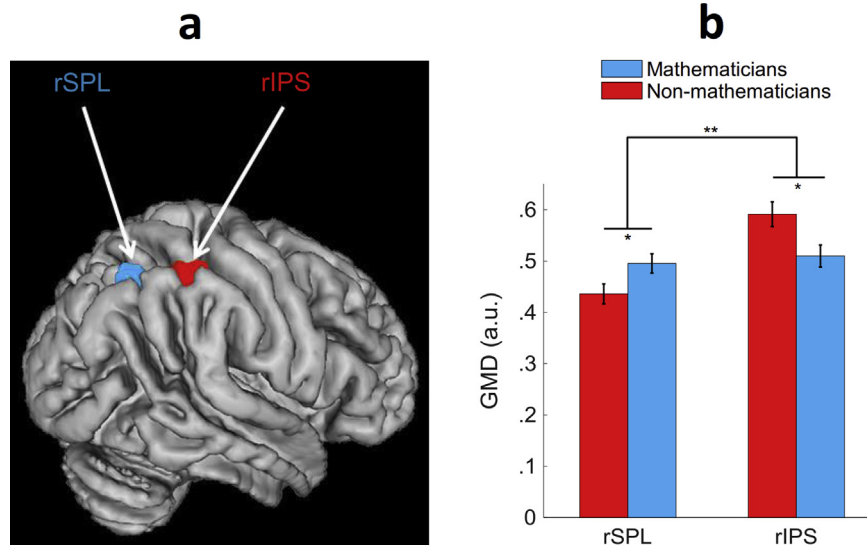 a
rSPL
rIPS
b
Mathematicians
Non-mathematicians
**
*
*
GMD (a.u.)
.6
.5
.4
.3
.2
.1
0
rSPL
rIPS